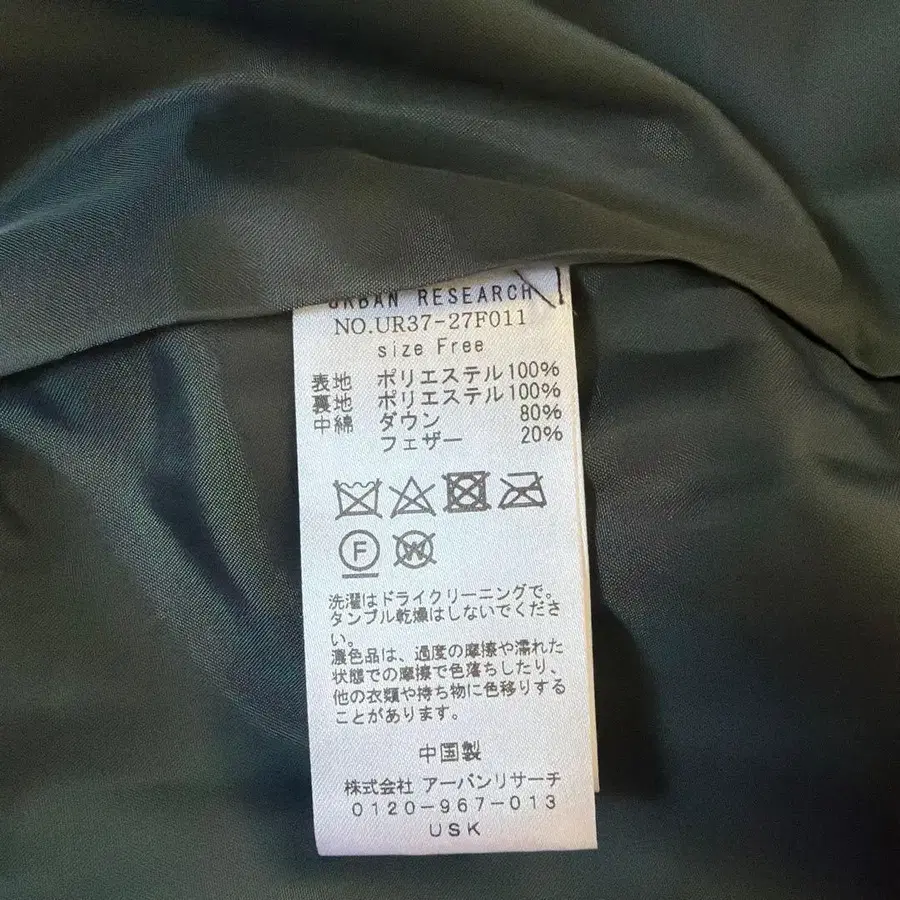 URBAN RESEARCH
NO.UR37-27F011
size Free
表地 ポリエステル100%
裏地 ポリエステル100%
中綿 ダウン 80%
フェザー 20%
F W
洗濯はドライクリーニングで。
タンブル乾燥はしないでくださ
い。
濃色品は、過度の摩擦や濡れた
状態での摩擦で色落ちしたり、
他の衣類や持ち物に色移りする
ことがあります。
中国製
株式会社 アーバンリサーチ
0120-967-013
USK